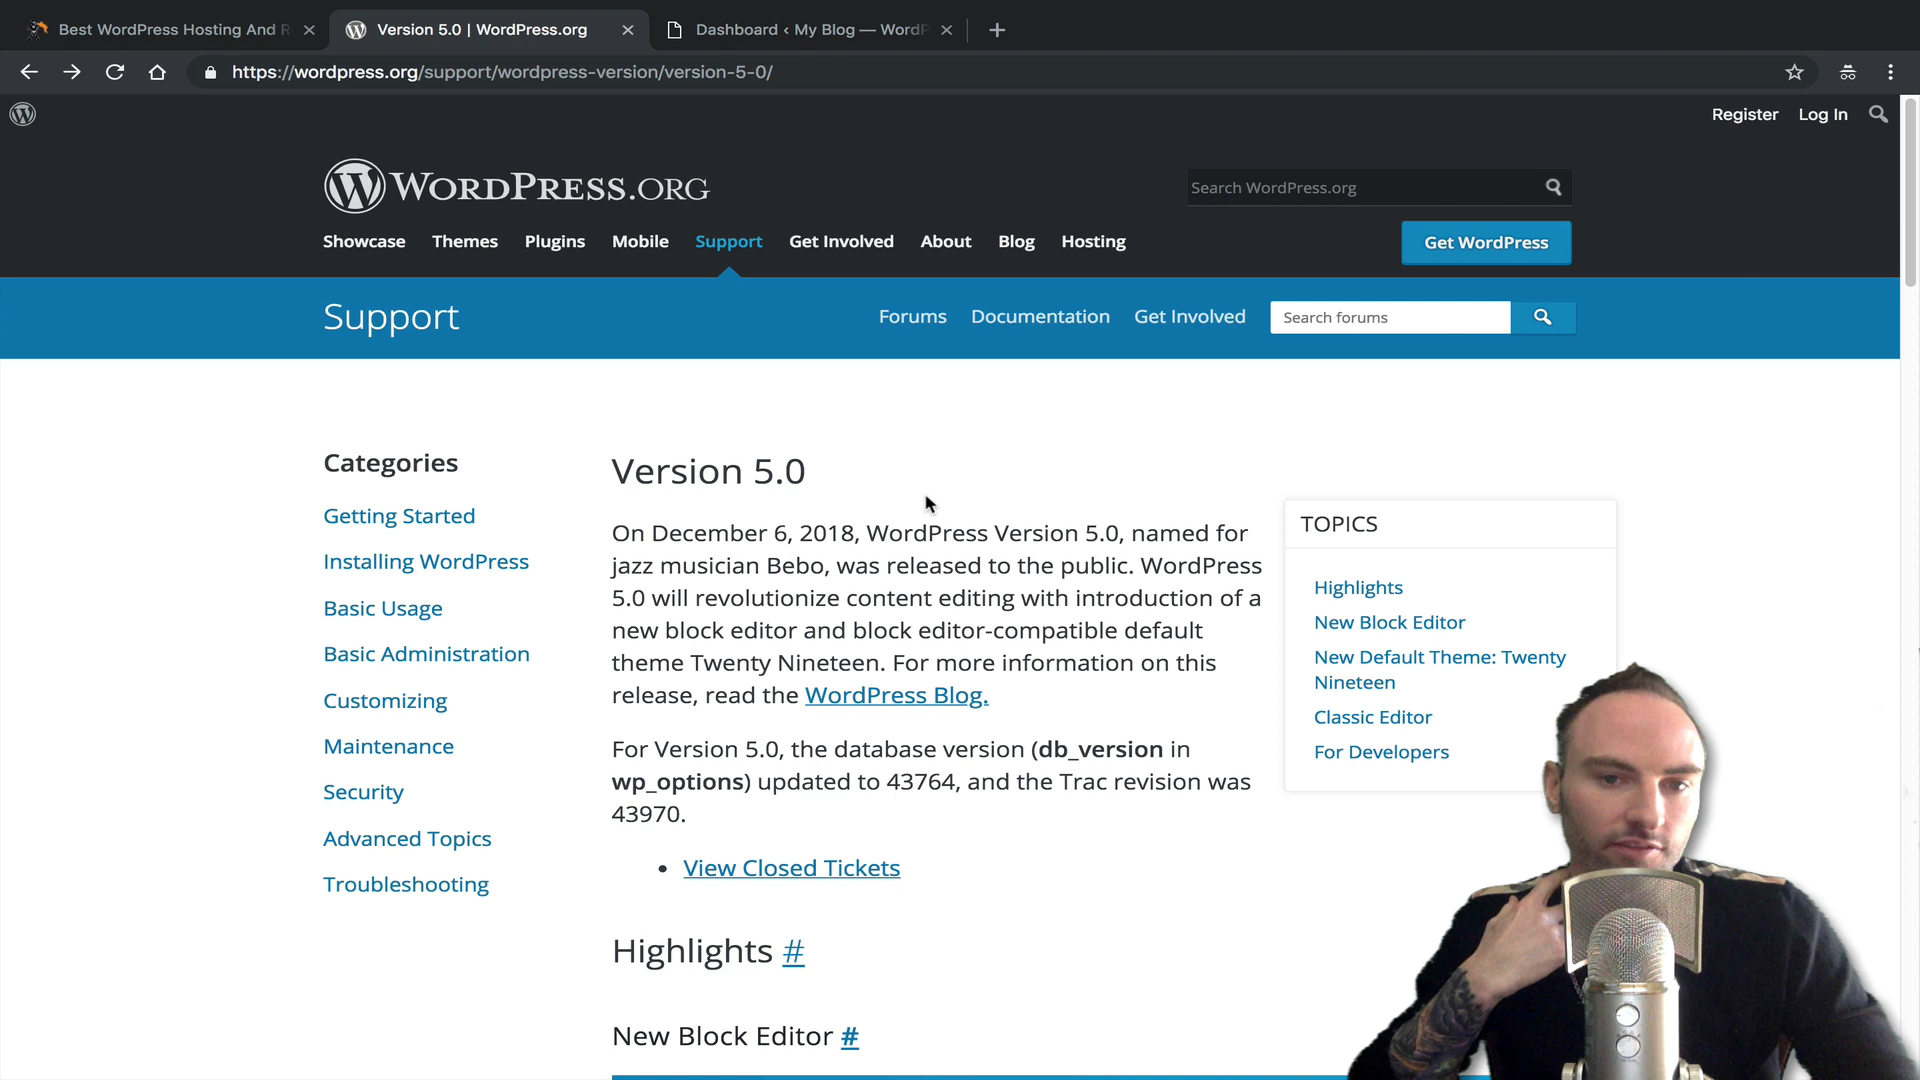 Best WordPress Hosting And R
Version 5.0 | WordPress.org
Dashboard ‹ My Blog — WordP
https://wordpress.org/support/wordpress-version/version-5-0/
Register
Log In
WORDPRESS.ORG
Search WordPress.org
Showcase
Themes
Plugins
Mobile
Support
Get Involved
About
Blog
Hosting
Get WordPress
Support
Forums
Documentation
Get Involved
Search forums
Categories
Getting Started
Installing WordPress
Basic Usage
Basic Administration
Customizing
Maintenance
Security
Advanced Topics
Troubleshooting
Version 5.0
On December 6, 2018, WordPress Version 5.0, named for
jazz musician Bebo, was released to the public. WordPress
5.0 will revolutionize content editing with introduction of a
new block editor and block editor-compatible default
theme Twenty Nineteen. For more information on this
release, read the WordPress Blog.
For Version 5.0, the database version (db_version in
wp_options) updated to 43764, and the Trac revision was
43970.
• View Closed Tickets
Highlights #
New Block Editor #
TOPICS
Highlights
New Block Editor
New Default Theme: Twenty
Nineteen
Classic Editor
For Developers